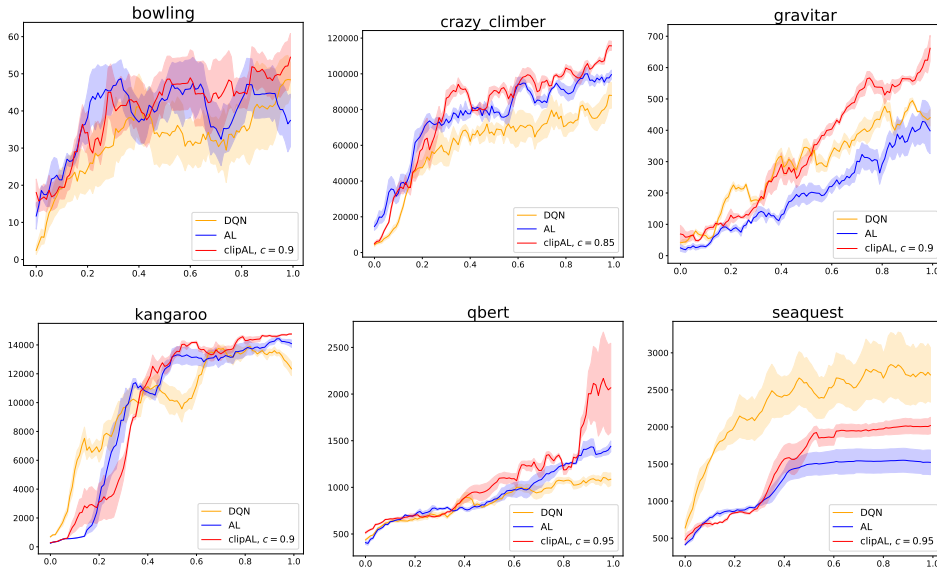 bowling
60
50
40
30
20
10
0
0.0 0.2 0.4 0.6 0.8 1.0
DQN
AL
clipAL, c = 0.9
crazy_climber
120000
100000
80000
60000
40000
20000
0
0.0 0.2 0.4 0.6 0.8 1.0
DQN
AL
clipAL, c = 0.85
gravitar
700
600
500
400
300
200
100
0
0.0 0.2 0.4 0.6 0.8 1.0
DQN
AL
clipAL, c = 0.9
kangaroo
14000
12000
10000
8000
6000
4000
2000
0
0.0 0.2 0.4 0.6 0.8 1.0
DQN
AL
clipAL, c = 0.9
qbert
2500
2000
1500
1000
500
0.0 0.2 0.4 0.6 0.8 1.0
DQN
AL
clipAL, c = 0.95
seaquest
3000
2500
2000
1500
1000
500
0.0 0.2 0.4 0.6 0.8 1.0
DQN
AL
clipAL, c = 0.95